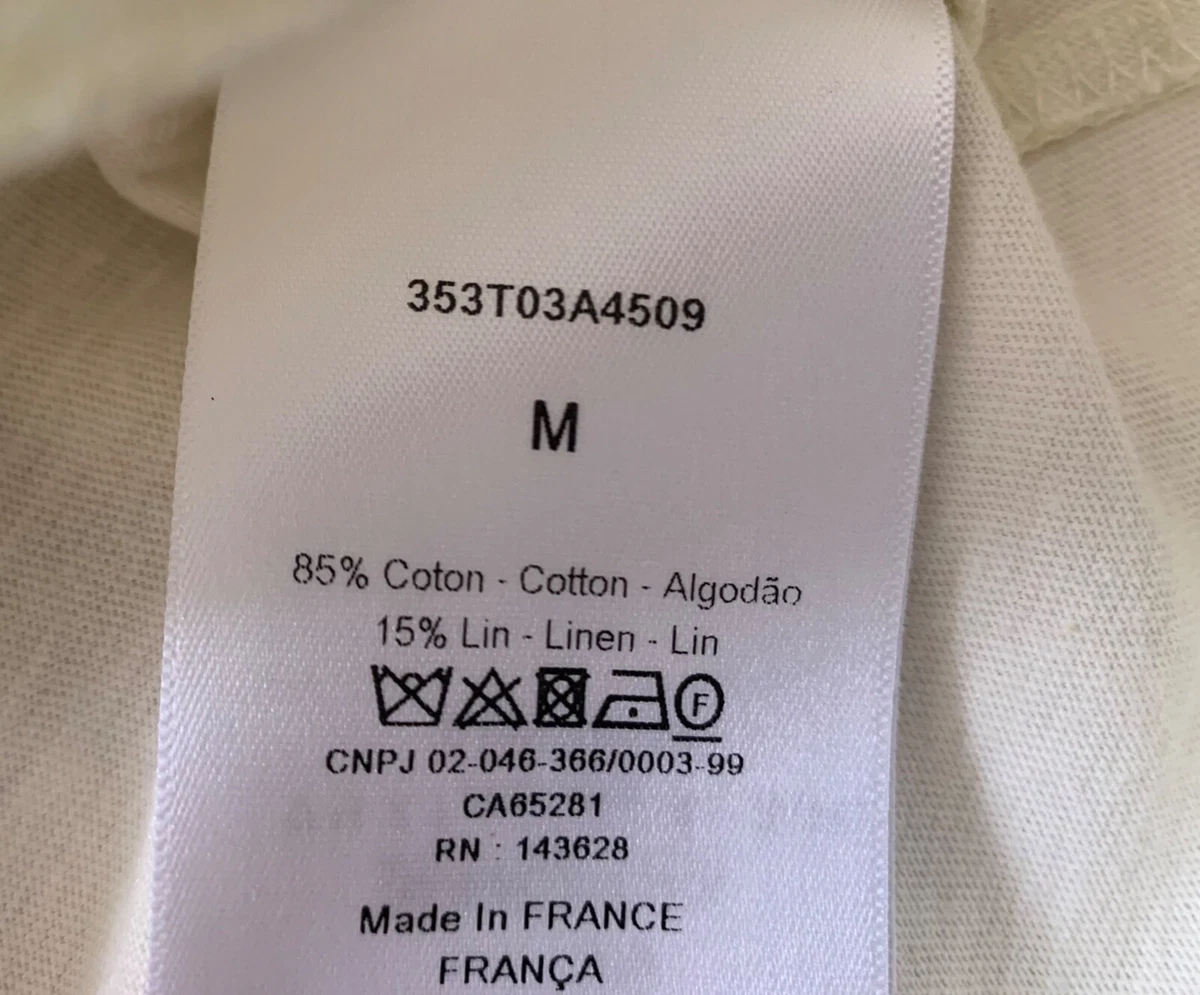 353T03A4509
M
85% Coton - Cotton - Algodão
15% Lin - Linen - Lin
F
CNPJ 02-046-366/0003-99
CA65281
RN : 143628
Made In FRANCE
FRANÇA